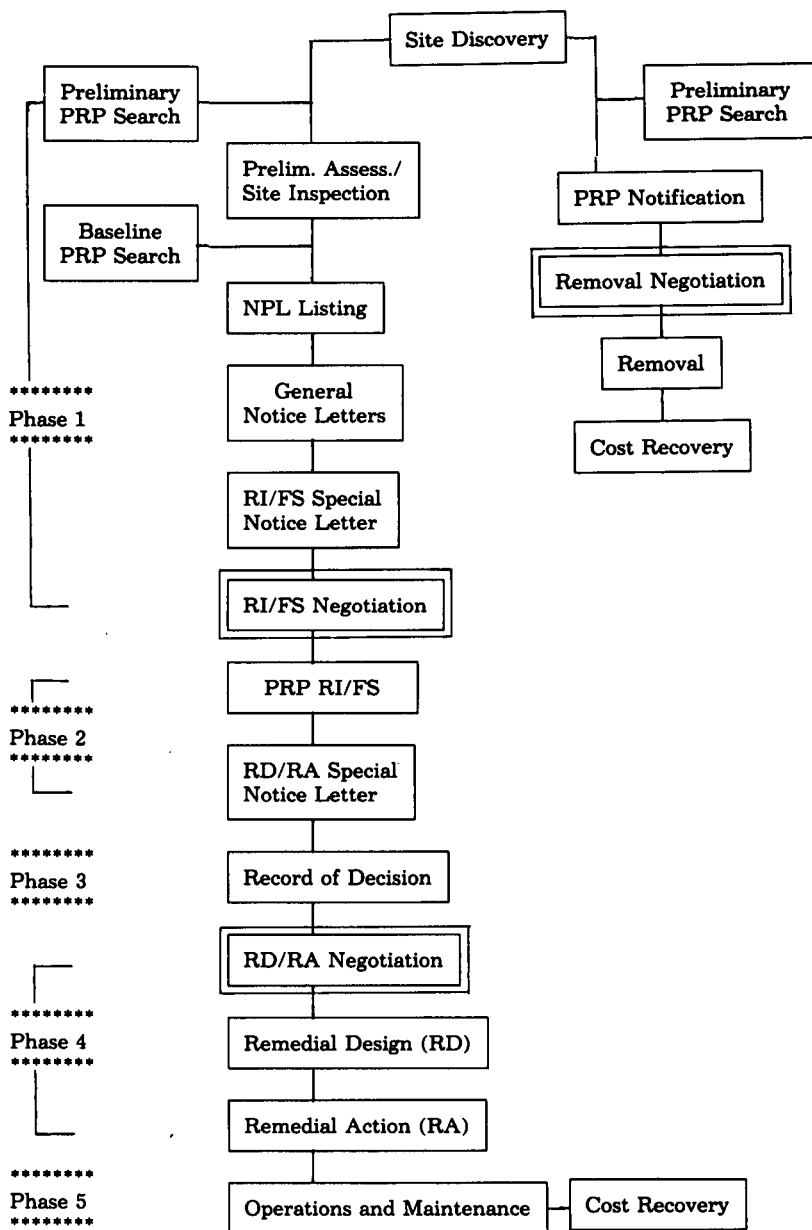 Site Discovery
Preliminary
PRP Search
Preliminary
PRP Search
Prelim. Assess./
Site Inspection
PRP Notification
Baseline
PRP Search
Removal Negotiation
NPL Listing
Removal
General
Notice Letters
********
Phase 1
********
Cost Recovery
RI/FS Special
Notice Letter
RI/FS Negotiation
PRP RI/FS
********
Phase 2
********
RD/RA Special
Notice Letter
********
Phase 3
********
Record of Decision
RD/RA Negotiation
********
Phase 4
********
Remedial Design (RD)
Remedial Action (RA)
********
Phase 5
********
Operations and Maintenance
Cost Recovery